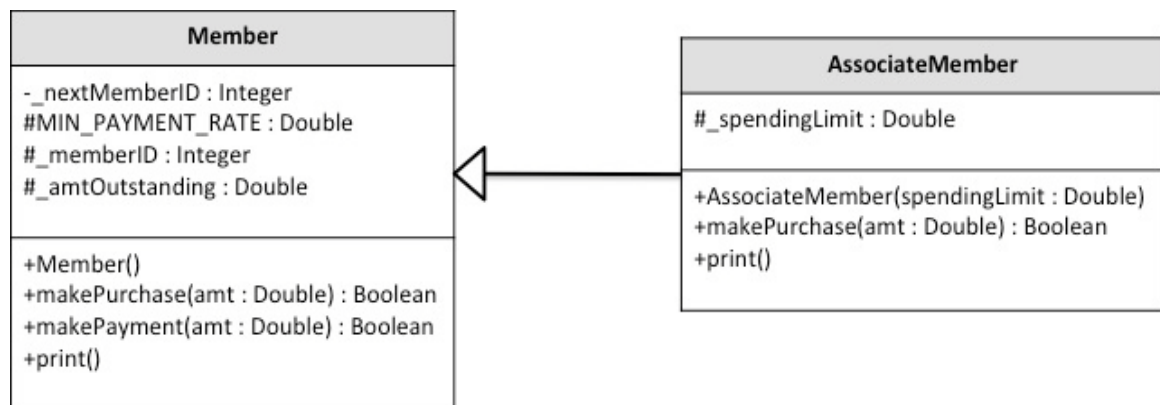 Member
-_nextMemberID : Integer
#MIN_PAYMENT_RATE : Double
#_memberID : Integer
#_amtOutstanding : Double
+Member()
+makePurchase(amt : Double) : Boolean
+makePayment(amt : Double) : Boolean
+print()
AssociateMember
#_spendingLimit : Double
+AssociateMember(spendingLimit : Double)
+makePurchase(amt : Double) : Boolean
+print()